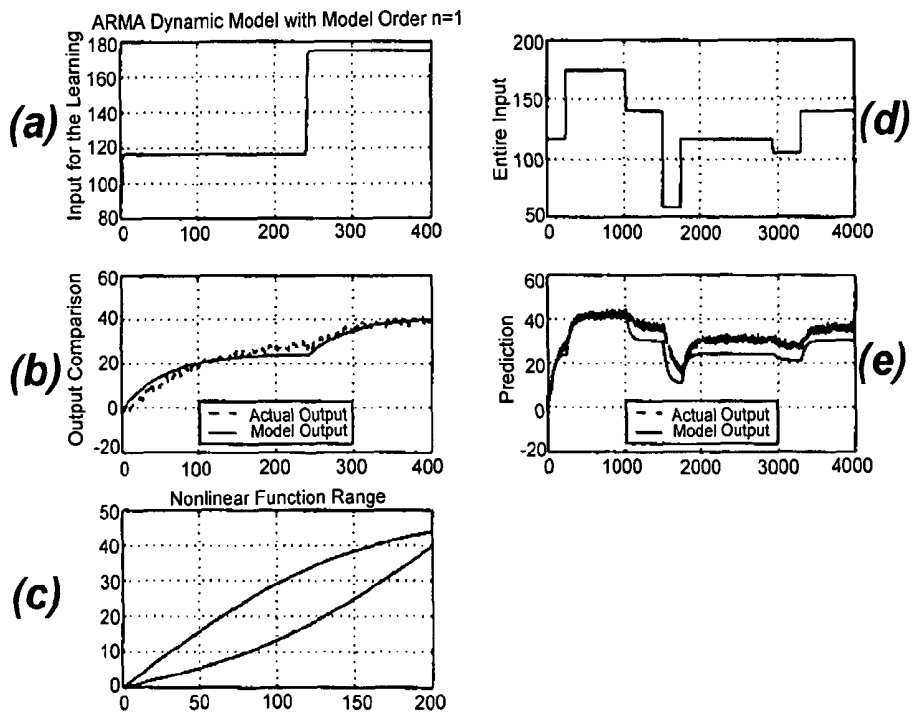 ARMA Dynamic Model with Model Order n=1
(a)
Input for the Learning
180
160
140
120
100
80
0 100 200 300 400
(b)
Output Comparison
60
40
20
0
-20
Actual Output
Model Output
0 100 200 300 400
(c)
Nonlinear Function Range
50
40
30
20
10
0
0 50 100 150 200
(d)
Entire Input
200
150
100
50
0 1000 2000 3000 4000
(e)
Prediction
60
40
20
0
-20
Actual Output
Model Output
0 1000 2000 3000 4000